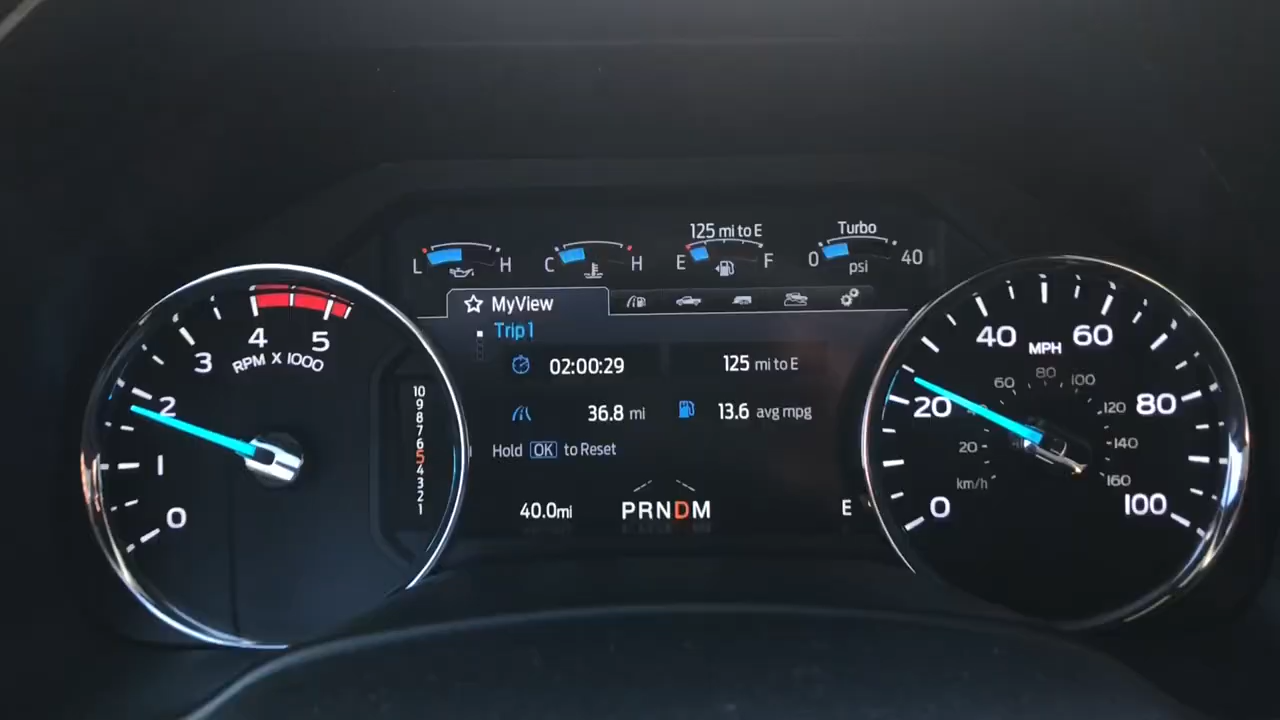 125 mi to E
Turbo
L H
C H
E F
0 40
psi
MyView
Trip 1
02:00:29
125 mi to E
36.8 mi
13.6 avg mpg
Hold OK to Reset
40.0mi
PRNDM
E
0
1
2
3
4
5
RPM X 1000
10
9
8
7
6
5
4
3
2
1
0
20
40
60
80
100
MPH
20
60
80
100
120
140
160
km/h